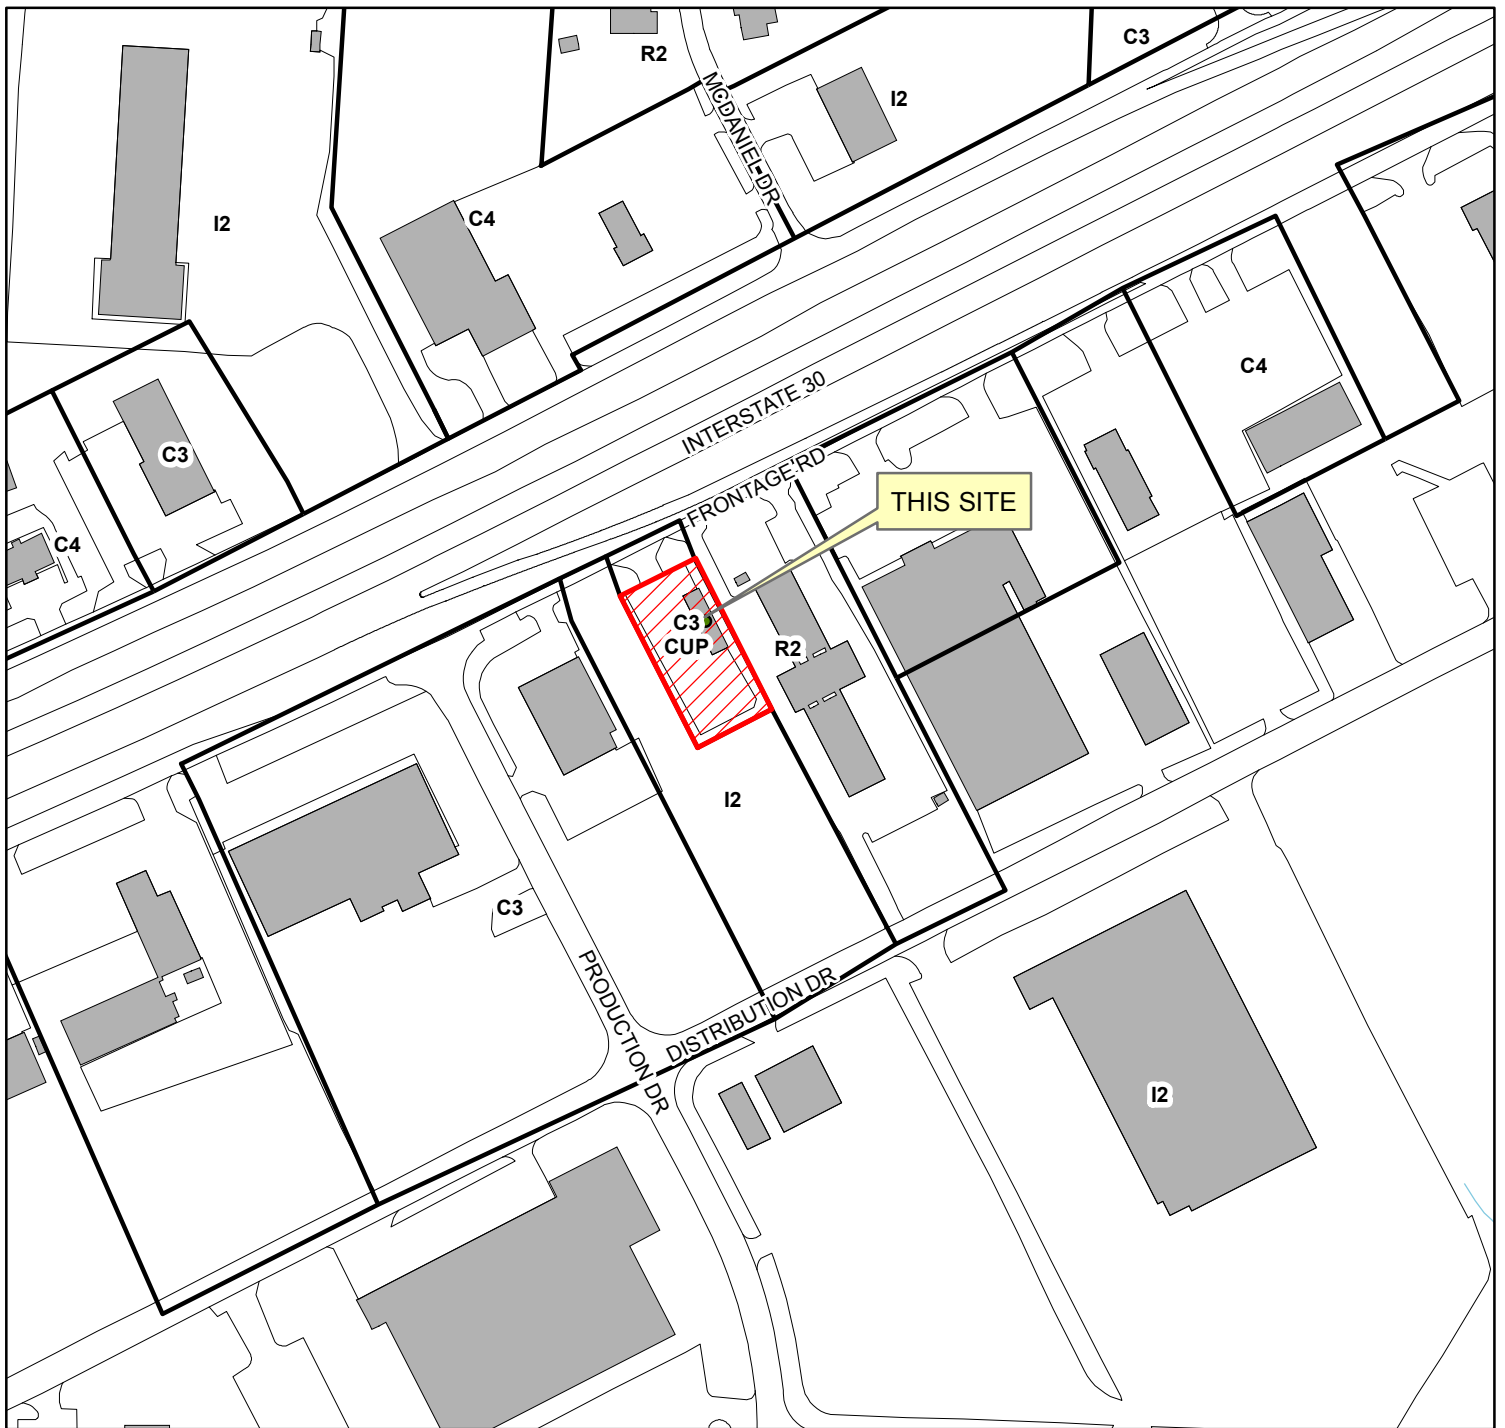 C3
R2
I2
MCDANIEL DR
C4
I2
INTERSTATE 30
C4
C3
FRONTAGE RD
THIS SITE
C4
C3
CUP
R2
I2
C3
PRODUCTION DR
DISTRIBUTION DR
I2